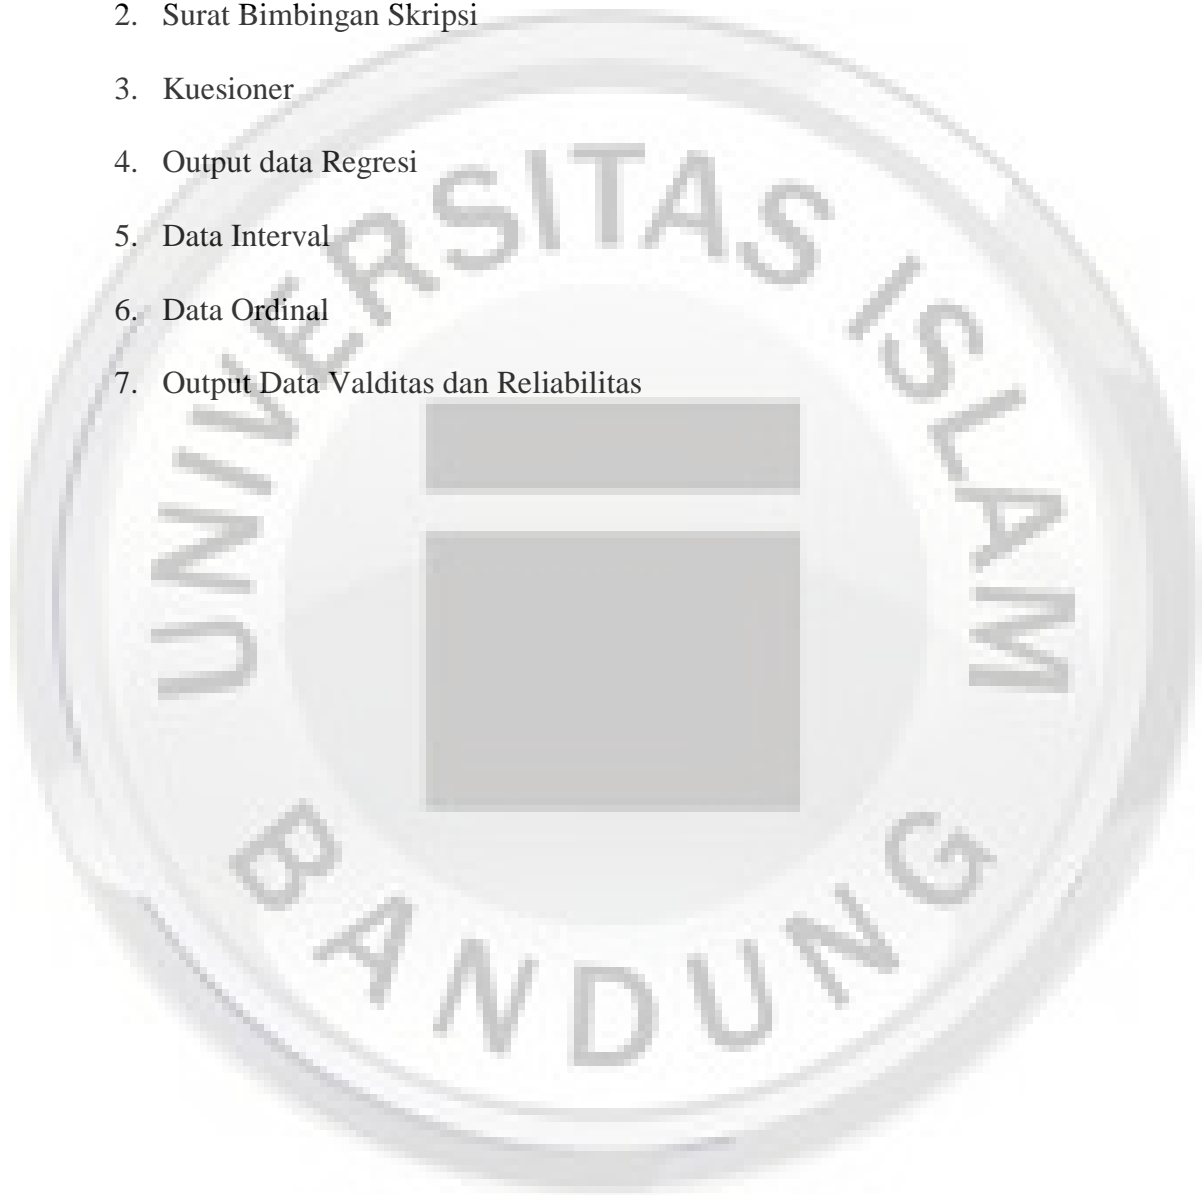 2. Surat Bimbingan Skripsi
3. Kuesioner
4. Output data Regresi
5. Data Interval
6. Data Ordinal
7. Output Data Valditas dan Reliabilitas
UNIVERSITAS ISLAM
BANDUNG